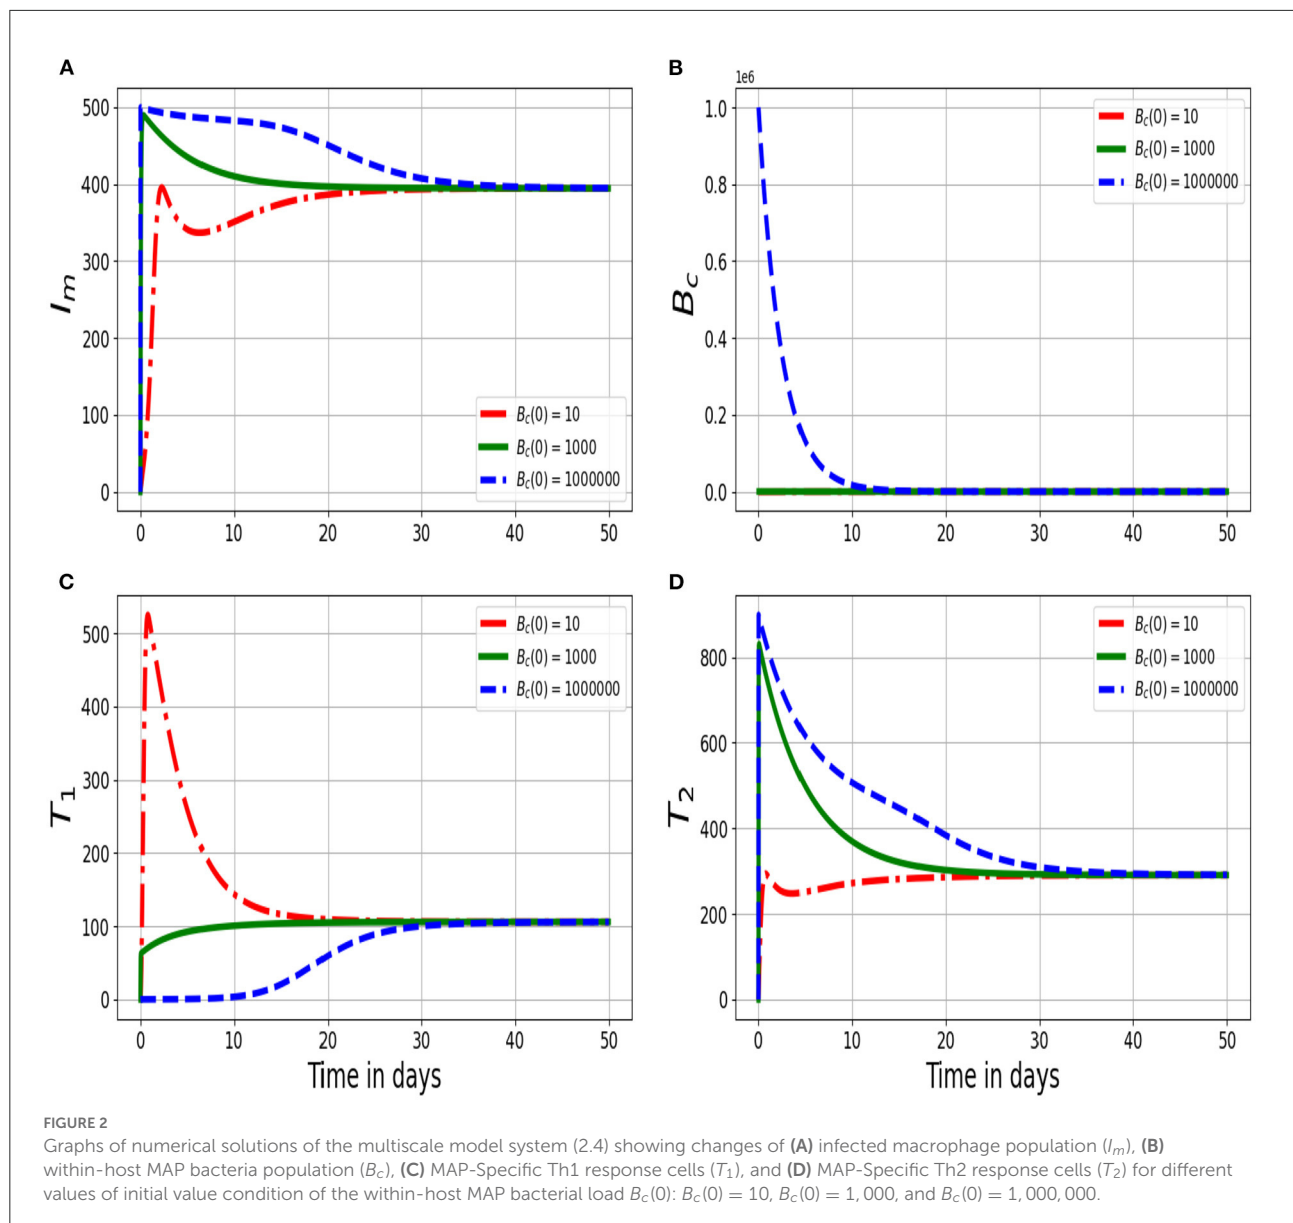 A
500
400
300
200
100
0
I_m
B_c(0) = 10
B_c(0) = 1000
B_c(0) = 1000000
0 10 20 30 40 50
B
1e6
1.0
0.8
0.6
0.4
0.2
0.0
B_c
B_c(0) = 10
B_c(0) = 1000
B_c(0) = 1000000
0 10 20 30 40 50
C
500
400
300
200
100
0
T_1
B_c(0) = 10
B_c(0) = 1000
B_c(0) = 1000000
0 10 20 30 40 50
Time in days
D
800
600
400
200
0
T_2
B_c(0) = 10
B_c(0) = 1000
B_c(0) = 1000000
0 10 20 30 40 50
Time in days
FIGURE 2
Graphs of numerical solutions of the multiscale model system (2.4) showing changes of (A) infected macrophage population (I_m), (B)
within-host MAP bacteria population (B_c), (C) MAP-Specific Th1 response cells (T_1), and (D) MAP-Specific Th2 response cells (T_2) for different
values of initial value condition of the within-host MAP bacterial load B_c(0): B_c(0) = 10, B_c(0) = 1,000, and B_c(0) = 1,000,000.